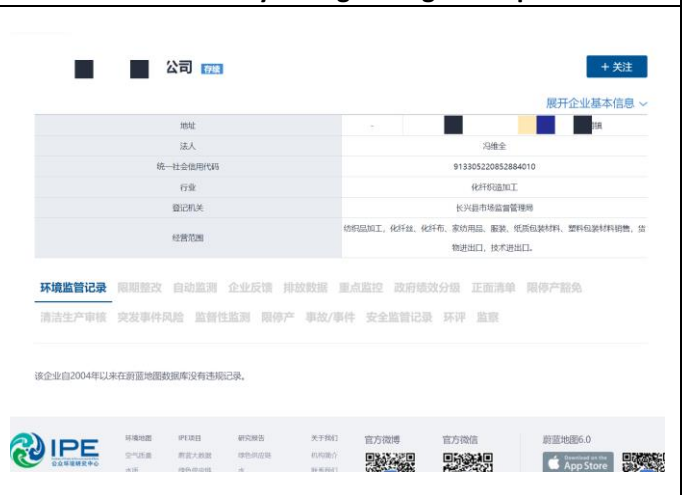 公司 存续
+ 关注
展开企业基本信息
地址 -
法人 冯维全
统一社会信用代码 913305220852884010
行业 化纤织造加工
登记机关 长兴县市场监督管理局
经营范围 纺织品加工，化纤丝、化纤布、家纺用品、服装、纸质包装材料、塑料包装材料销售，货
物进出口，技术进出口。
环境监管记录 限期整改 自动监测 企业反馈 排放数据 重点监控 政府绩效分级 正面清单 限停产豁免
清洁生产审核 突发事件风险 监督性监测 限停产 事故/事件 安全监管记录 环评 监察
该企业自2004年以来在蔚蓝地图数据库没有违规记录。
IPE
公众环境研究中心
环境地图 IPE项目 研究报告 关于我们 官方微博 官方微信 蔚蓝地图6.0
空气质量 蔚蓝大数据 绿色供应链 机构简介
Download on the
App Store